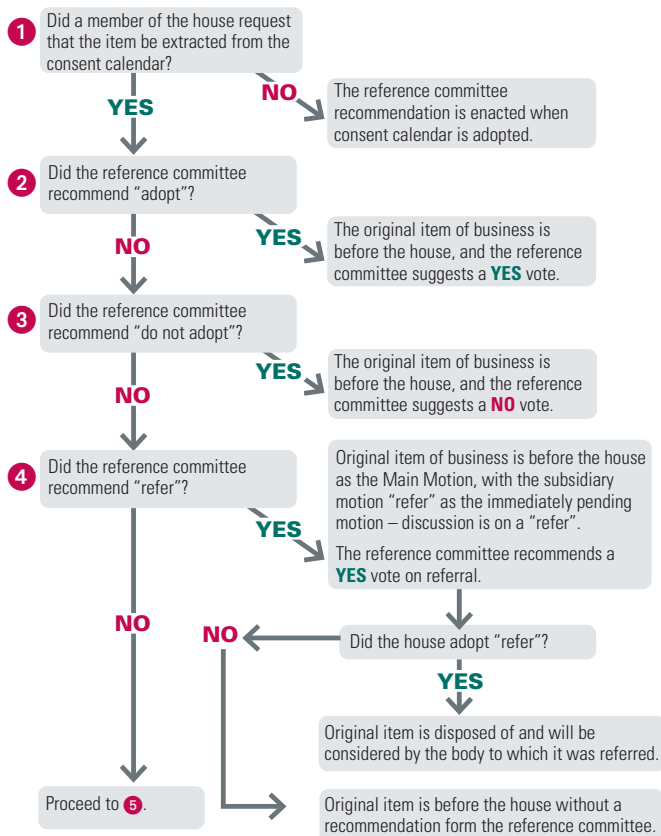 1
Did a member of the house request
that the item be extracted from the
consent calendar?
NO
The reference committee
recommendation is enacted when
consent calendar is adopted.
YES
2
Did the reference committee
recommend “adopt”?
YES
The original item of business is
before the house, and the reference
committee suggests a YES vote.
NO
3
Did the reference committee
recommend “do not adopt”?
YES
The original item of business is
before the house, and the reference
committee suggests a NO vote.
NO
4
Did the reference committee
recommend “refer”?
YES
Original item of business is before the house
as the Main Motion, with the subsidiary
motion “refer” as the immediately pending
motion – discussion is on a “refer”.
The reference committee recommends a
YES vote on referral.
NO
Did the house adopt “refer”?
NO
YES
Original item is disposed of and will be
considered by the body to which it was referred.
Original item is before the house without a
recommendation form the reference committee.
Proceed to 5.